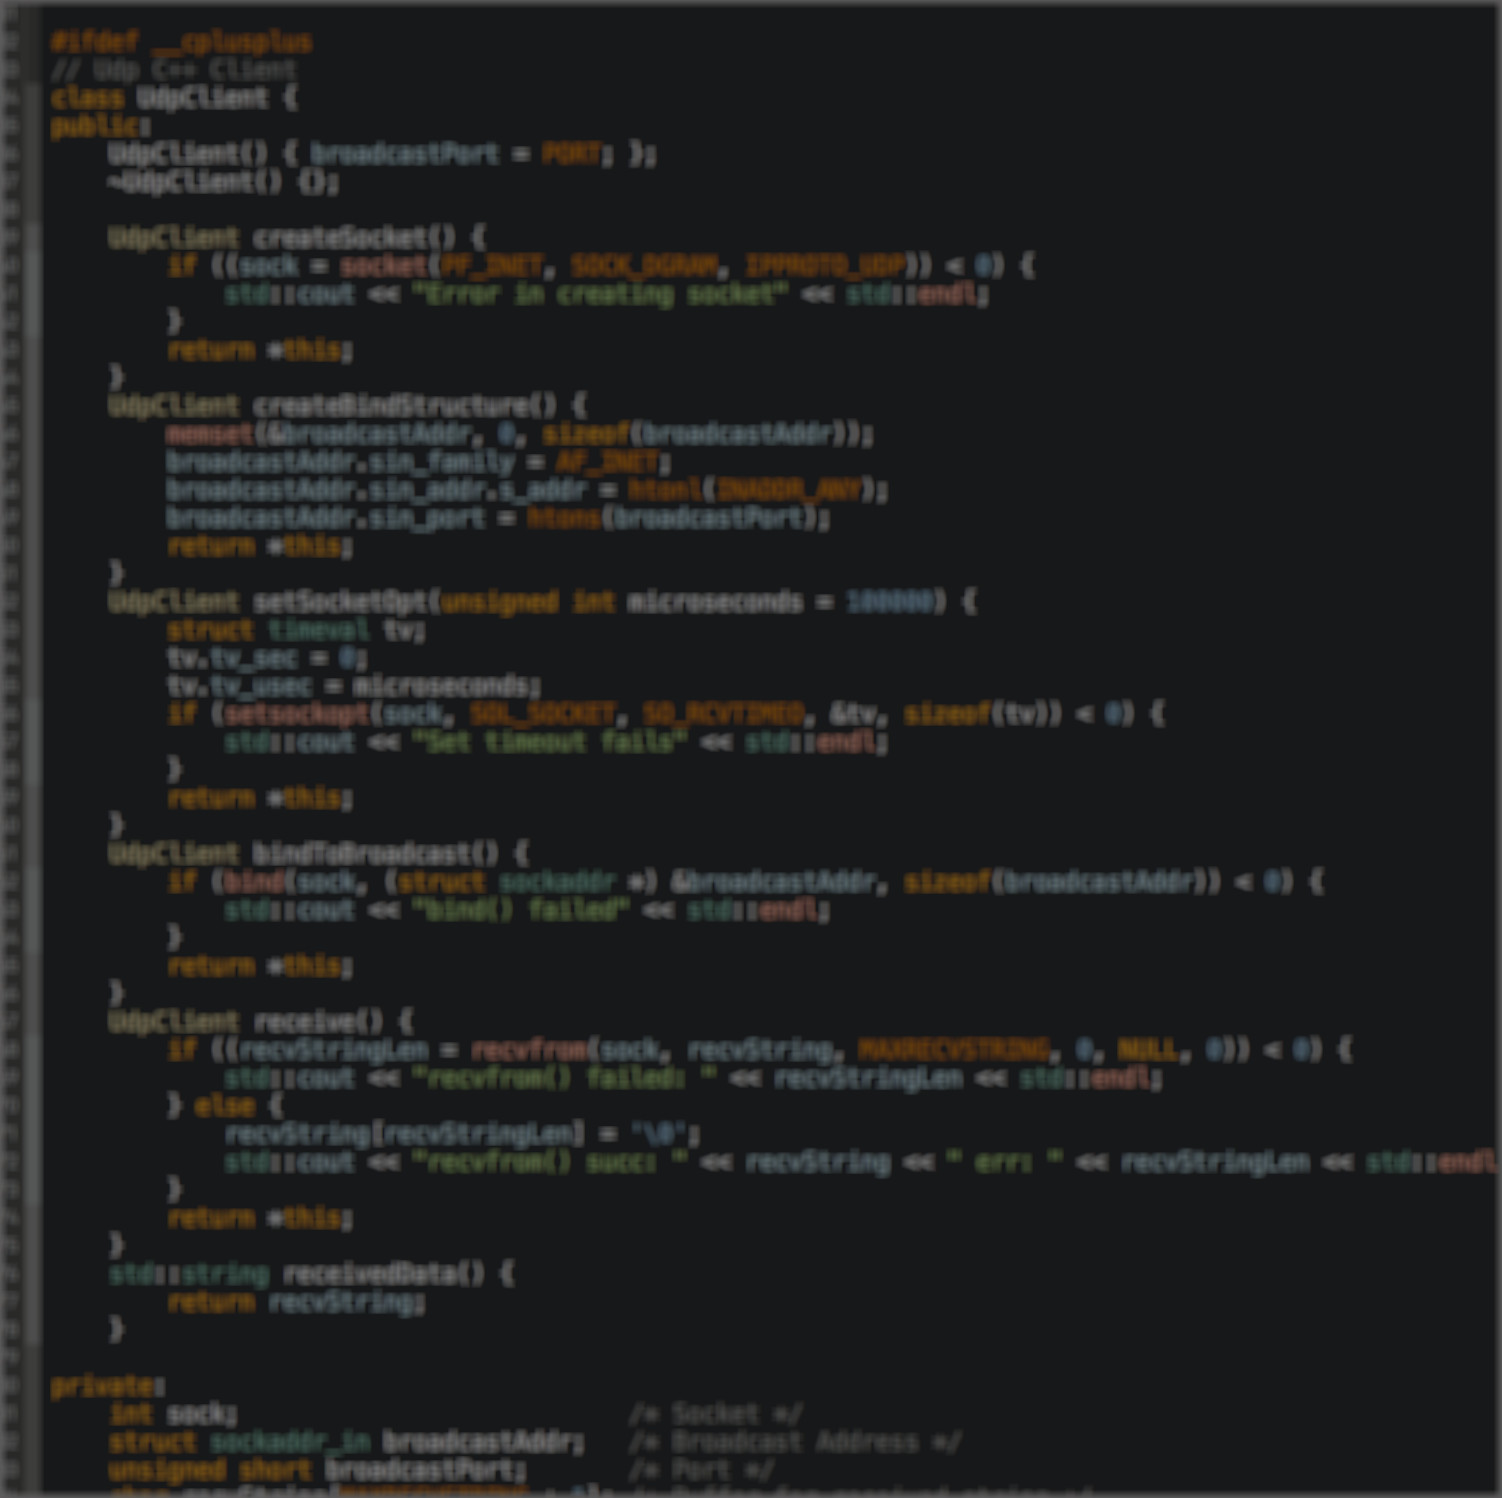 #ifdef __cplusplus
// Udp C++ Client
class UdpClient {
public:
    UdpClient() { broadcastPort = PORT; };
    ~UdpClient() {};

    UdpClient createSocket() {
        if ((sock = socket(PF_INET, SOCK_DGRAM, IPPROTO_UDP)) < 0) {
            std::cout << "Error in creating socket" << std::endl;
        }
        return *this;
    }
    UdpClient createBindStructure() {
        memset(&broadcastAddr, 0, sizeof(broadcastAddr));
        broadcastAddr.sin_family = AF_INET;
        broadcastAddr.sin_addr.s_addr = htonl(INADDR_ANY);
        broadcastAddr.sin_port = htons(broadcastPort);
        return *this;
    }
    UdpClient setSocketOpt(unsigned int microseconds = 100000) {
        struct timeval tv;
        tv.tv_sec = 0;
        tv.tv_usec = microseconds;
        if (setsockopt(sock, SOL_SOCKET, SO_RCVTIMEO, &tv, sizeof(tv)) < 0) {
            std::cout << "Set timeout fails" << std::endl;
        }
        return *this;
    }
    UdpClient bindToBroadcast() {
        if (bind(sock, (struct sockaddr *) &broadcastAddr, sizeof(broadcastAddr)) < 0) {
            std::cout << "bind() failed" << std::endl;
        }
        return *this;
    }
    UdpClient receive() {
        if ((recvStringLen = recvfrom(sock, recvString, MAXRECVSTRING, 0, NULL, 0)) < 0) {
            std::cout << "recvfrom() failed: " << recvStringLen << std::endl;
        } else {
            recvString[recvStringLen] = '\0';
            std::cout << "recvfrom() succ: " << recvString << " err: " << recvStringLen << std::endl
        }
        return *this;
    }
    std::string receivedData() {
        return recvString;
    }

private:
    int sock;                           /* Socket */
    struct sockaddr_in broadcastAddr;   /* Broadcast Address */
    unsigned short broadcastPort;       /* Port */